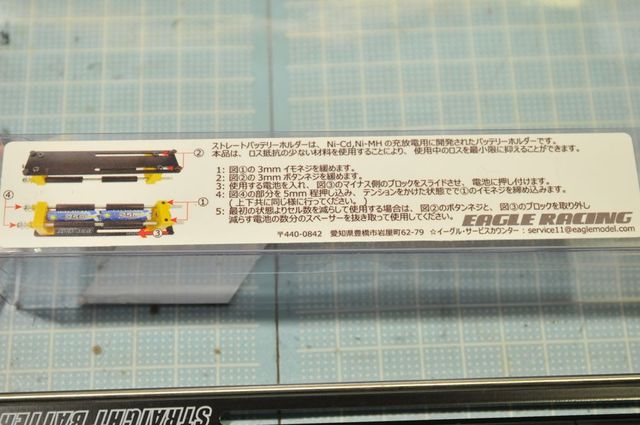 ストレートバッテリーホルダーは、Ni-Cd,Ni-MH の充放電用に開発されたバッテリーホルダーです。
本品は、ロス抵抗の少ない材料を使用することにより、使用中のロスを最小限に抑えることができます。
1: 図①の 3mm イモネジを緩めます。
2: 図②の 3mm ボタンネジを緩めます。
3: 使用する電池を入れ、図③のマイナス側のブロックをスライドさせ、電池に押し付けます。
4: 図④の部分を 5mm 程押し込み、テンションをかけた状態でで①イモネジを締め込みます。
(上下共に同じ様に行ってください。)
5: 最初の状態よりセル数を減らして使用する場合は、図②のボタンネジと、図③のブロックを取り外し
減らす電池の数分のスペーサーを抜き取って使用してください。
EAGLE RACING
〒440-0842 愛知県豊橋市岩屋町62-79 ☆イーグル・サービスカウンター : service11@eaglemodel.com
②
④
①
③
STRAIGHT BATTER